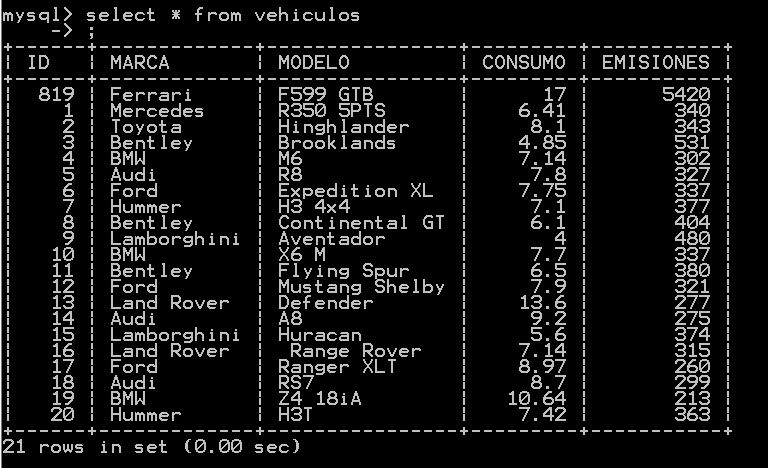 mysql> select * from vehiculos
    -> ;
+-----+-------------+----------------+---------+-----------+
| ID  | MARCA       | MODELO         | CONSUMO | EMISIONES |
+-----+-------------+----------------+---------+-----------+
| 819 | Ferrari     | F599 GTB       |      17 |      5420 |
|   1 | Mercedes    | R350 5PTS      |    6.41 |       340 |
|   2 | Toyota      | Hinghlander    |     8.1 |       343 |
|   3 | Bentley     | Brooklands     |    4.85 |       531 |
|   4 | BMW         | M6             |    7.14 |       302 |
|   5 | Audi        | R8             |     7.8 |       327 |
|   6 | Ford        | Expedition XL  |    7.75 |       337 |
|   7 | Hummer      | H3 4x4         |     7.1 |       377 |
|   8 | Bentley     | Continental GT |     6.1 |       404 |
|   9 | Lamborghini | Aventador      |       4 |       480 |
|  10 | BMW         | X6 M           |     7.7 |       337 |
|  11 | Bentley     | Flying Spur    |     6.5 |       380 |
|  12 | Ford        | Mustang Shelby |     7.9 |       321 |
|  13 | Land Rover  | Defender       |    13.6 |       277 |
|  14 | Audi        | A8             |     9.2 |       275 |
|  15 | Lamborghini | Huracan        |     5.6 |       374 |
|  16 | Land Rover  |  Range Rover   |    7.14 |       315 |
|  17 | Ford        | Ranger XLT     |    8.97 |       260 |
|  18 | Audi        | RS7            |     8.7 |       299 |
|  19 | BMW         | Z4 18iA        |   10.64 |       213 |
|  20 | Hummer      | H3T            |    7.42 |       363 |
+-----+-------------+----------------+---------+-----------+
21 rows in set (0.00 sec)